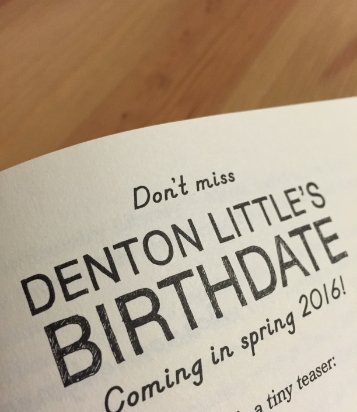 Don't miss
DENTON LITTLE'S
BIRTHDATE
Coming in spring 2016!
a tiny teaser: